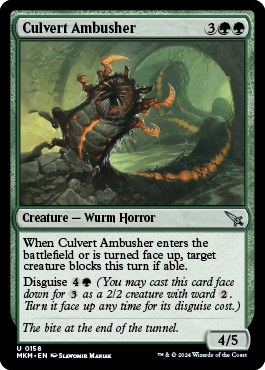 Culvert Ambusher 3
Creature — Wurm Horror
When Culvert Ambusher enters the
battlefield or is turned face up, target
creature blocks this turn if able.
Disguise 4 (You may cast this card face
down for 3 as a 2/2 creature with ward 2.
Turn it face up any time for its disguise cost.)
The bite at the end of the tunnel.
4/5
U 0158
MKM • EN Slawomir Maniak
™ & © 2024 Wizards of the Coast